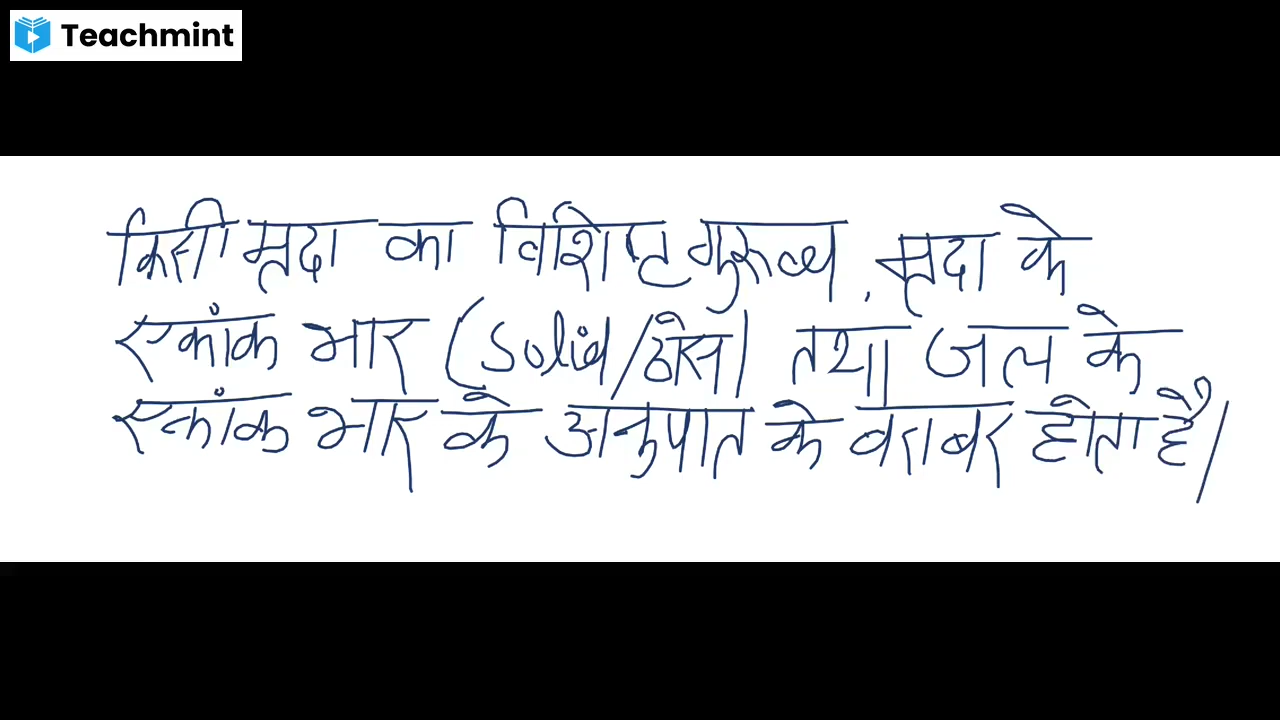 Teachmint
किसी मृदा का विशिष्ट गुरूत्व, मृदा के
एकांक भार (Solid/ठोस) तथा जल के
एकांक भार के अनुपात के बराबर होता है।